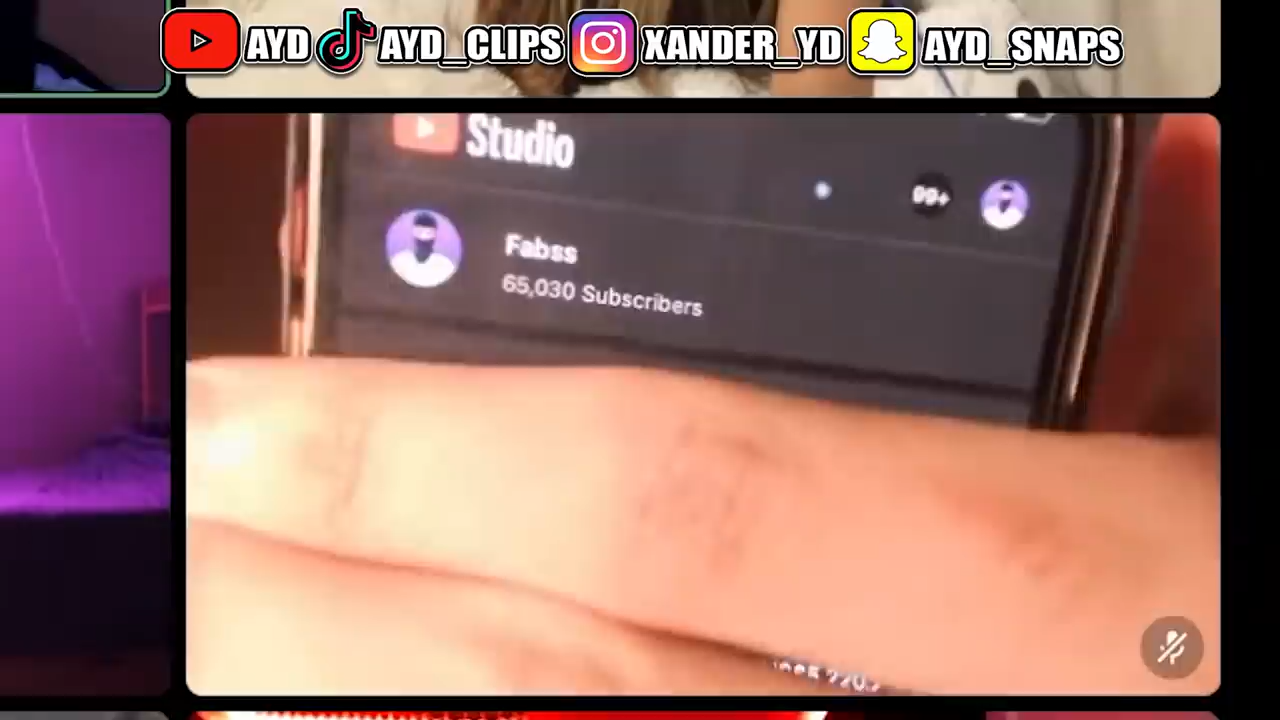 AYD AYD_CLIPS XANDER_YD AYD_SNAPS
Studio
99+
Fabss
65,030 Subscribers